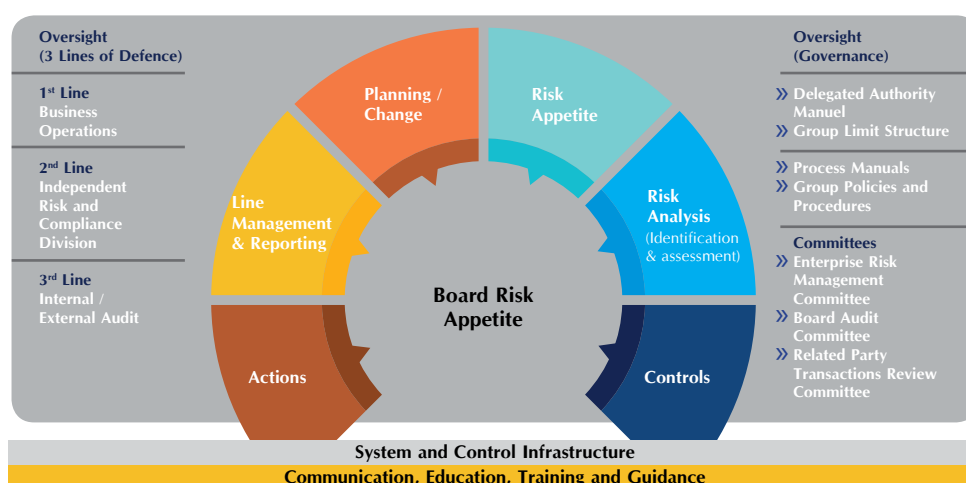 Oversight
(3 Lines of Defence)
1st Line
Business
Operations
2nd Line
Independent
Risk and
Compliance
Division
3rd Line
Internal /
External Audit
Planning /
Change
Risk
Appetite
Line
Management
& Reporting
Risk
Analysis
(Identification
& assessment)
Board Risk
Appetite
Actions
Controls
Oversight
(Governance)
» Delegated Authority
Manuel
» Group Limit Structure
» Process Manuals
» Group Policies and
Procedures
Committees
» Enterprise Risk
Management
Committee
» Board Audit
Committee
» Related Party
Transactions Review
Committee
System and Control Infrastructure
Communication, Education, Training and Guidance